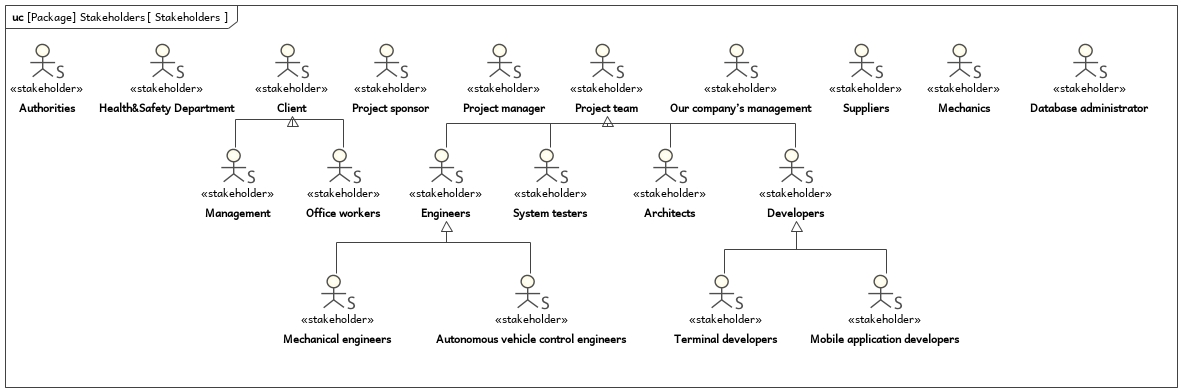 uc [Package] Stakeholders [ Stakeholders ]
S S S S S S S S S S
«stakeholder» «stakeholder» «stakeholder» «stakeholder» «stakeholder» «stakeholder» «stakeholder» «stakeholder» «stakeholder» «stakeholder»
Authorities Health&Safety Department Client Project sponsor Project manager Project team Our company's management Suppliers Mechanics Database administrator
S S S S S S
«stakeholder» «stakeholder» «stakeholder» «stakeholder» «stakeholder» «stakeholder»
Management Office workers Engineers System testers Architects Developers
S S S S
«stakeholder» «stakeholder» «stakeholder» «stakeholder»
Mechanical engineers Autonomous vehicle control engineers Terminal developers Mobile application developers